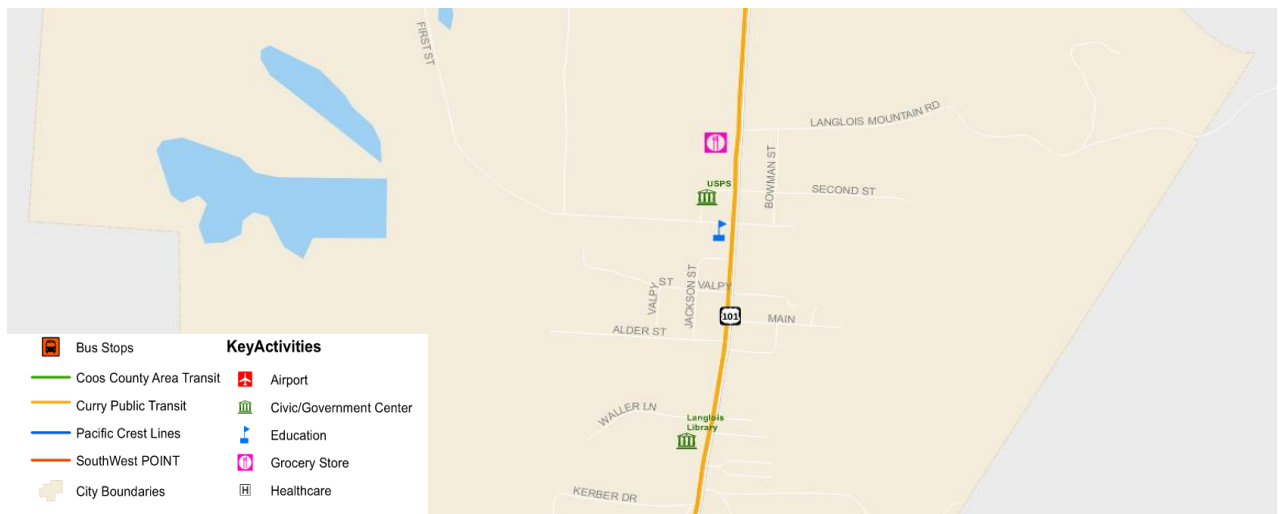 FIRST ST
LANGLOIS MOUNTAIN RD
BOWMAN ST
USPS
SECOND ST
VALPY
ST
VALPY
JACKSON ST
101
MAIN
ALDER ST
WALLER LN
Langlois
Library
KERBER DR
Bus Stops
Coos County Area Transit
Curry Public Transit
Pacific Crest Lines
SouthWest POINT
City Boundaries
KeyActivities
Airport
Civic/Government Center
Education
Grocery Store
H Healthcare